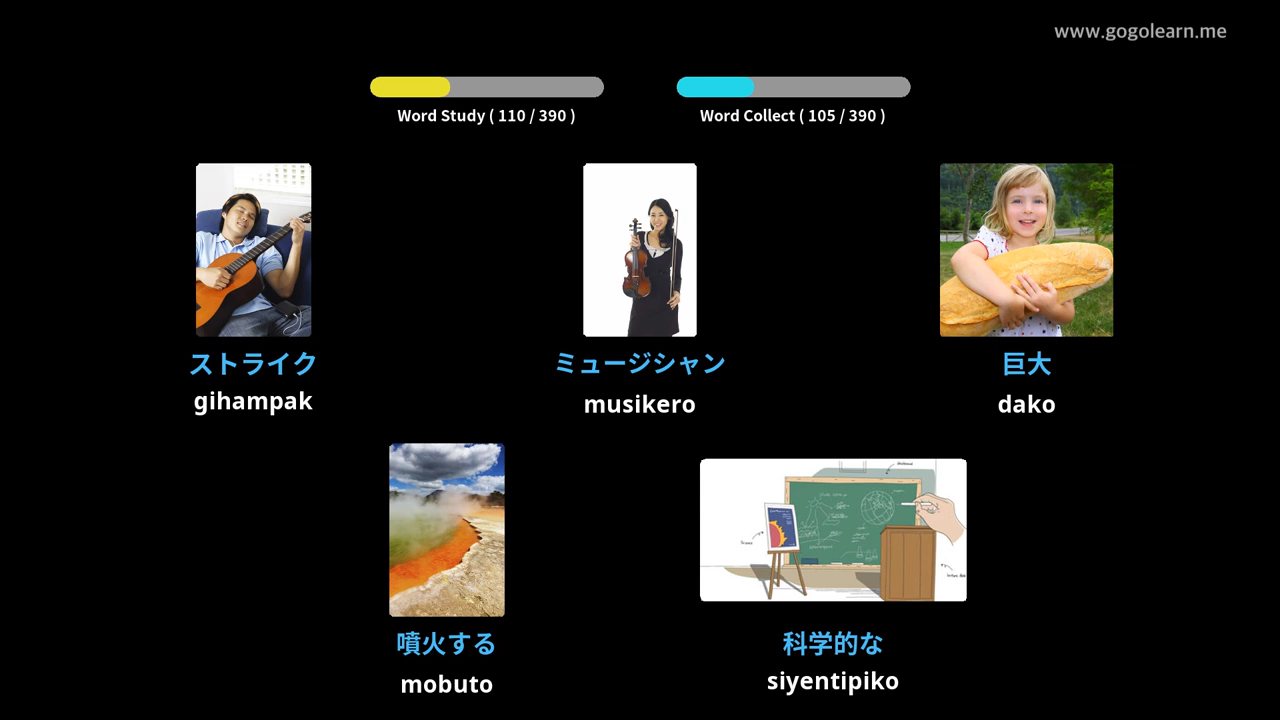 www.gogolearn.me
Word Study ( 110 / 390 )
Word Collect ( 105 / 390 )
ストライク
gihampak
ミュージシャン
musikero
巨大
dako
噴火する
mobuto
科学的な
siyentipiko